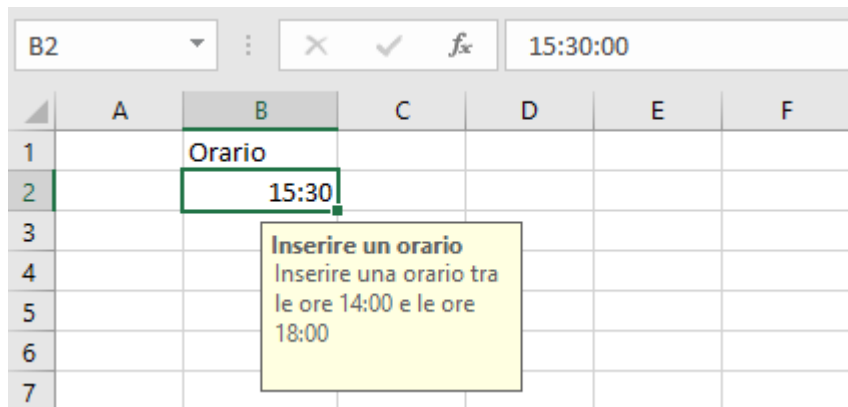 B2 fx 15:30:00
A B C D E F
1 Orario
2 15:30
3
Inserire un orario
4 Inserire una orario tra
5 le ore 14:00 e le ore
18:00
6
7